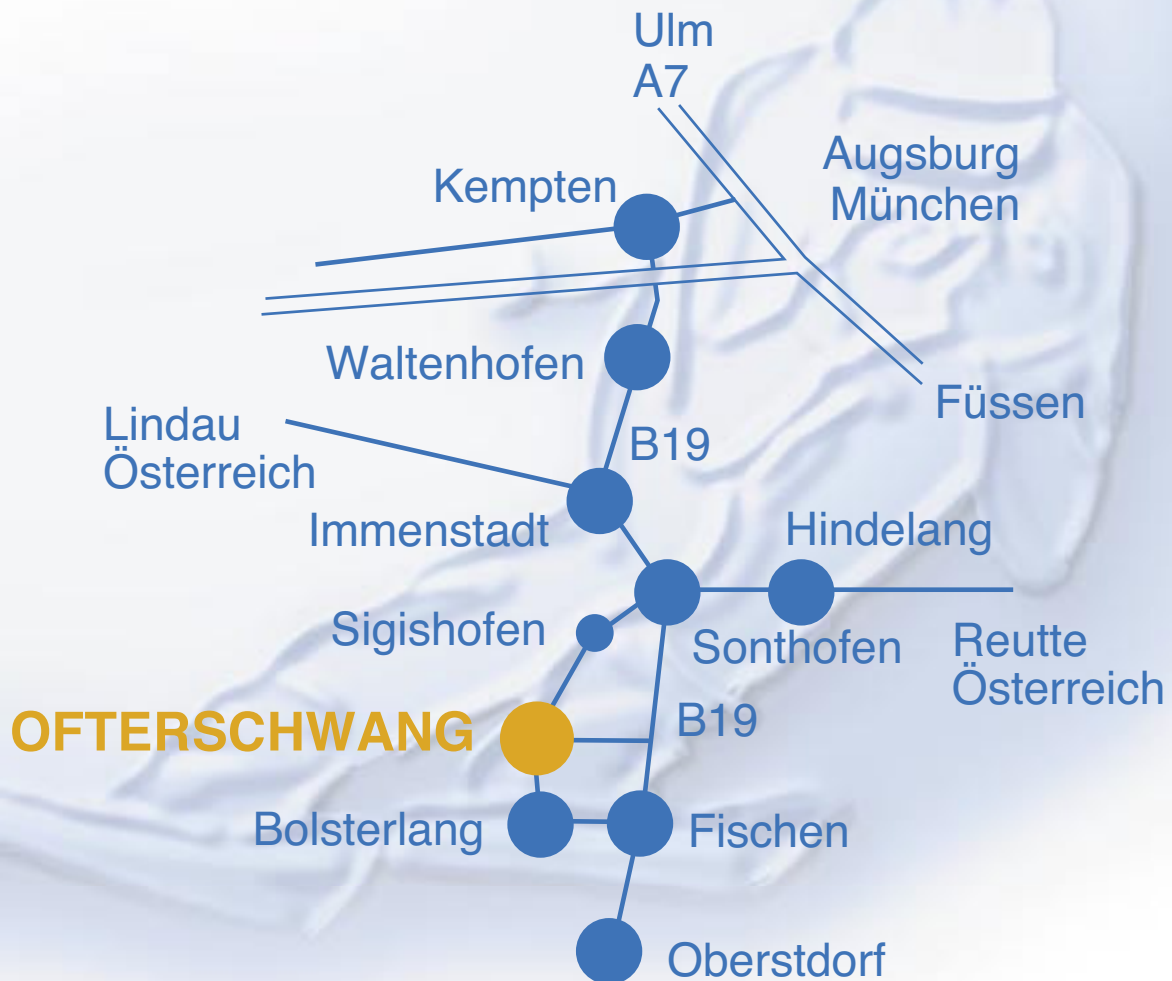 Ulm
A7
Augsburg
München
Kempten
Waltenhofen
Füssen
Lindau
Österreich
B19
Immenstadt
Hindelang
Sigishofen
Sonthofen
Reutte
Österreich
OFTERSCHWANG
B19
Bolsterlang
Fischen
Oberstdorf